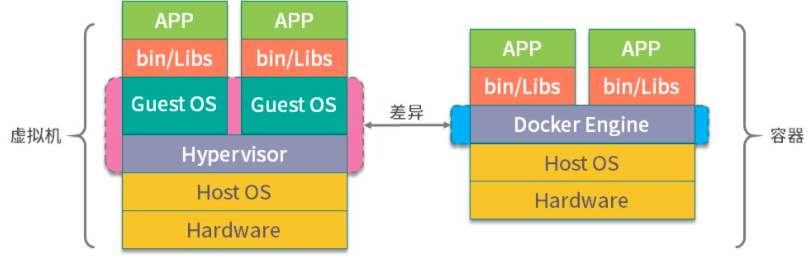 APP APP
bin/Libs bin/Libs
Guest OS Guest OS
Hypervisor
Host OS
Hardware
虚拟机
差异
APP APP
bin/Libs bin/Libs
Docker Engine
Host OS
Hardware
容器